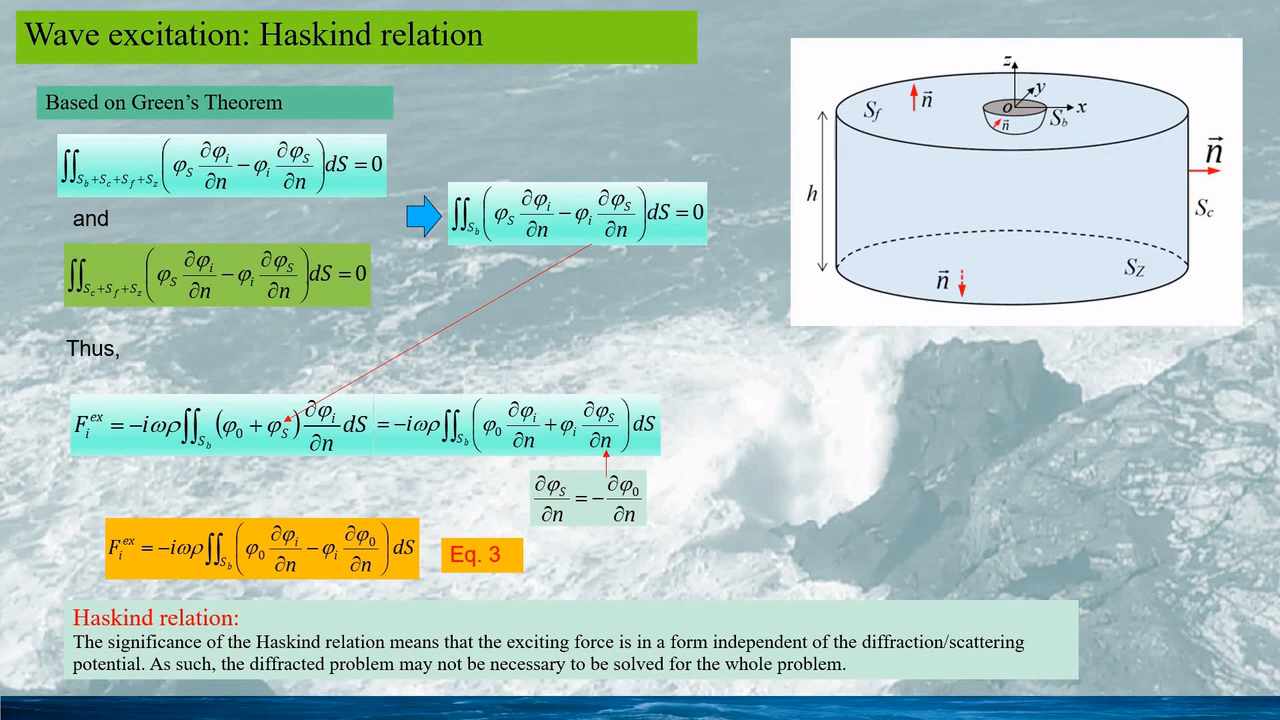 Wave excitation: Haskind relation
Based on Green's Theorem
∬_{S_b+S_c+S_f+S_z} (φ_S ∂φ_i/∂n − φ_i ∂φ_S/∂n) dS = 0
and
∬_{S_c+S_f+S_z} (φ_S ∂φ_i/∂n − φ_i ∂φ_S/∂n) dS = 0
∬_{S_b} (φ_S ∂φ_i/∂n − φ_i ∂φ_S/∂n) dS = 0
Thus,
F_i^{ex} = −iωρ ∬_{S_b} (φ_0 + φ_S) ∂φ_i/∂n dS = −iωρ ∬_{S_b} (φ_0 ∂φ_i/∂n + φ_i ∂φ_S/∂n) dS
∂φ_S/∂n = − ∂φ_0/∂n
F_i^{ex} = −iωρ ∬_{S_b} (φ_0 ∂φ_i/∂n − φ_i ∂φ_0/∂n) dS
Eq. 3
z
y
S_f
n⃗
o
x
n⃗
S_b
n⃗
h
S_c
S_Z
n⃗
Haskind relation:
The significance of the Haskind relation means that the exciting force is in a form independent of the diffraction/scattering
potential. As such, the diffracted problem may not be necessary to be solved for the whole problem.